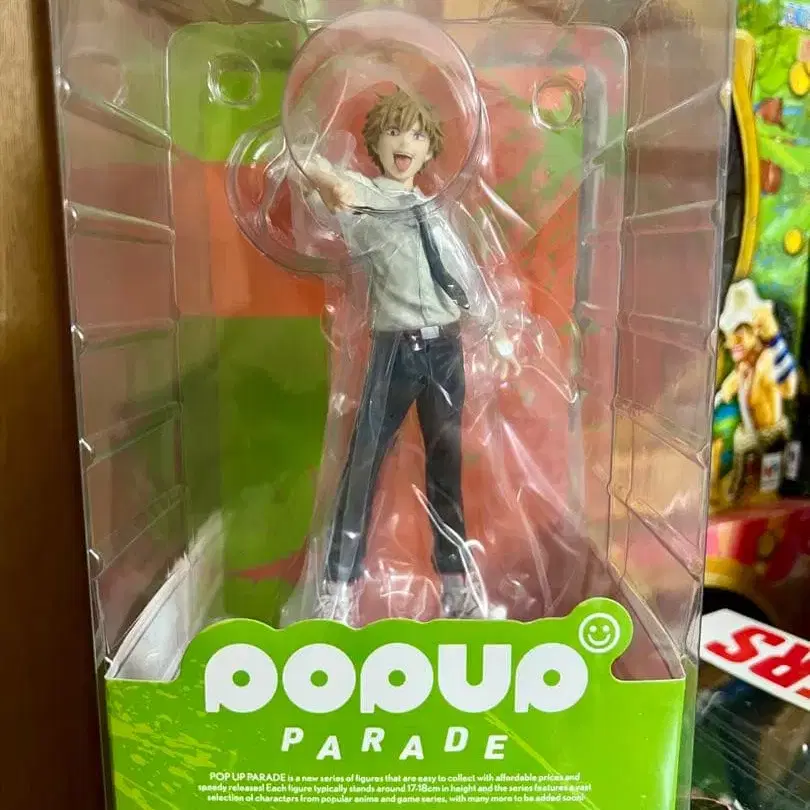 POPUP
PARADE
POP UP PARADE is a new series of figures that are easy to collect with affordable prices and
speedy releases! Each figure typically stands around 17-18cm in height and the series features a vast
selection of characters from popular anime and game series, with many more to be added soon!
RS